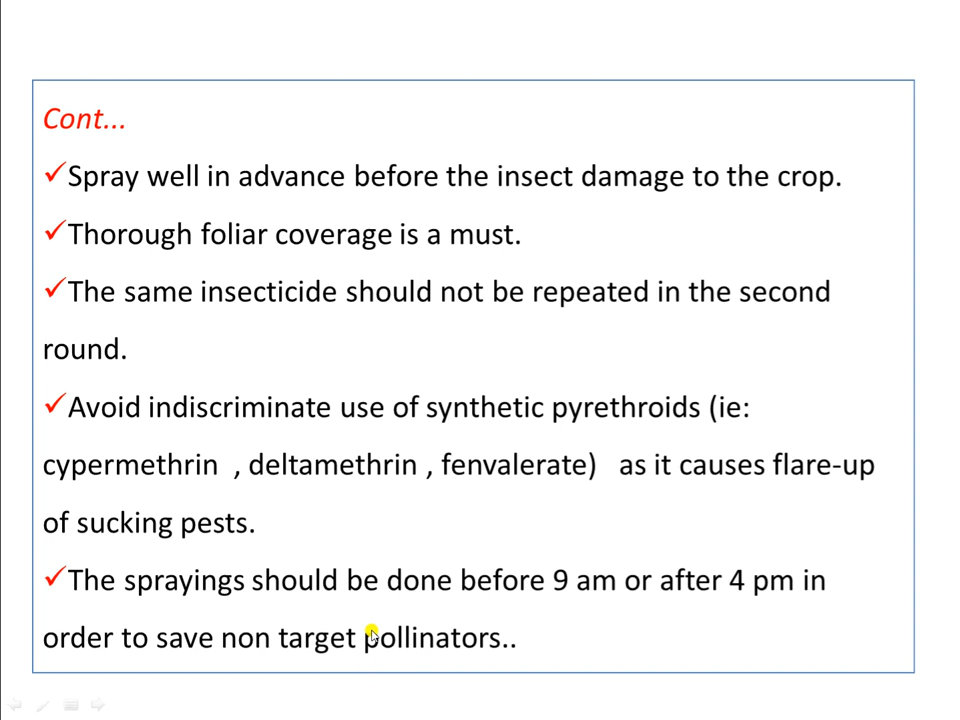 Cont...
✓Spray well in advance before the insect damage to the crop.
✓Thorough foliar coverage is a must.
✓The same insecticide should not be repeated in the second
round.
✓Avoid indiscriminate use of synthetic pyrethroids (ie:
cypermethrin , deltamethrin , fenvalerate) as it causes flare-up
of sucking pests.
✓The sprayings should be done before 9 am or after 4 pm in
order to save non target pollinators..